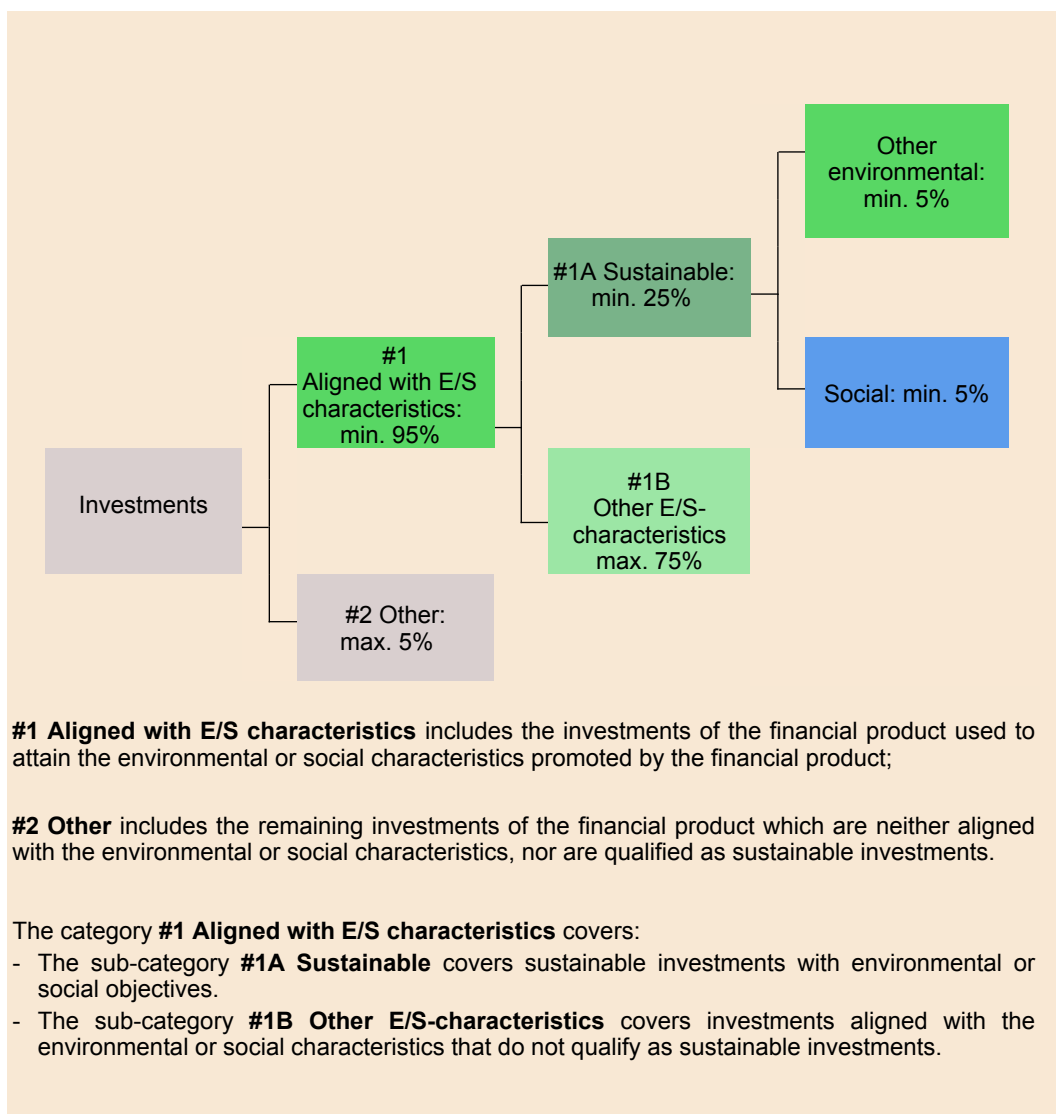 Other
environmental:
min. 5%
#1A Sustainable:
min. 25%
#1
Aligned with E/S
characteristics:
min. 95%
Social: min. 5%
Investments
#1B
Other E/S-
characteristics
max. 75%
#2 Other:
max. 5%
#1 Aligned with E/S characteristics includes the investments of the financial product used to
attain the environmental or social characteristics promoted by the financial product;
#2 Other includes the remaining investments of the financial product which are neither aligned
with the environmental or social characteristics, nor are qualified as sustainable investments.
The category #1 Aligned with E/S characteristics covers:
- The sub-category #1A Sustainable covers sustainable investments with environmental or
social objectives.
- The sub-category #1B Other E/S-characteristics covers investments aligned with the
environmental or social characteristics that do not qualify as sustainable investments.